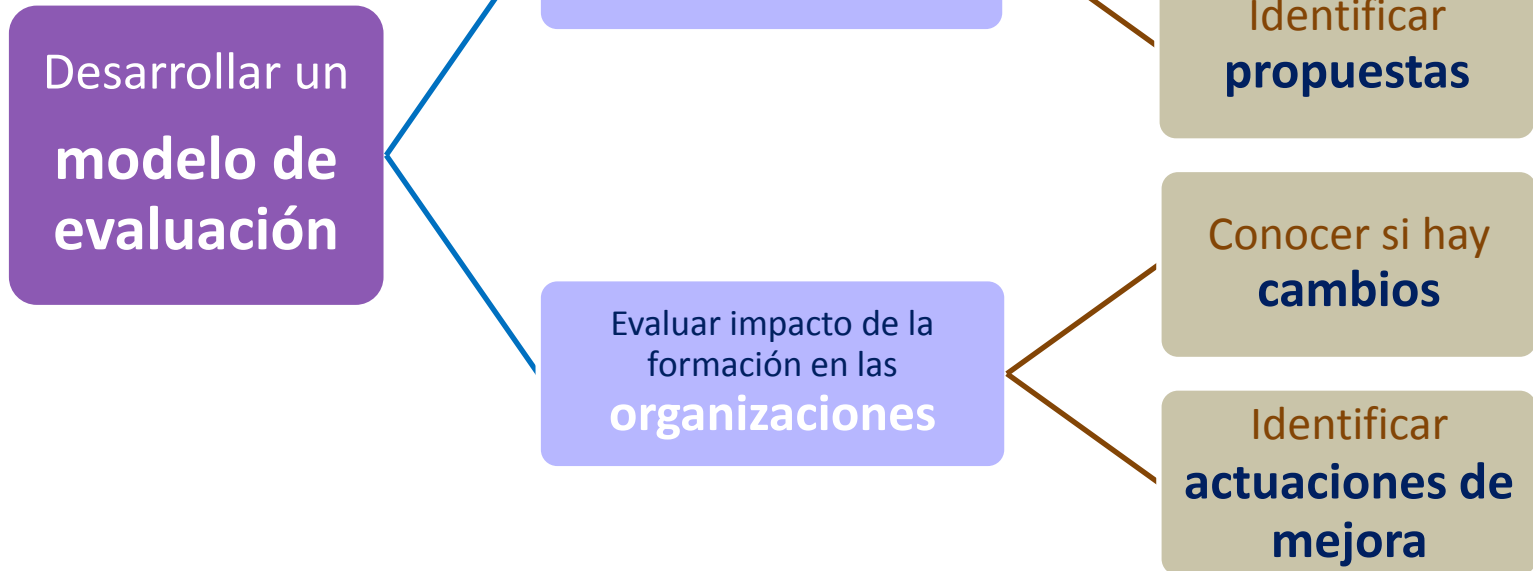 Desarrollar un
modelo de
evaluación
Identificar
propuestas
Evaluar impacto de la
formación en las
organizaciones
Conocer si hay
cambios
Identificar
actuaciones de
mejora